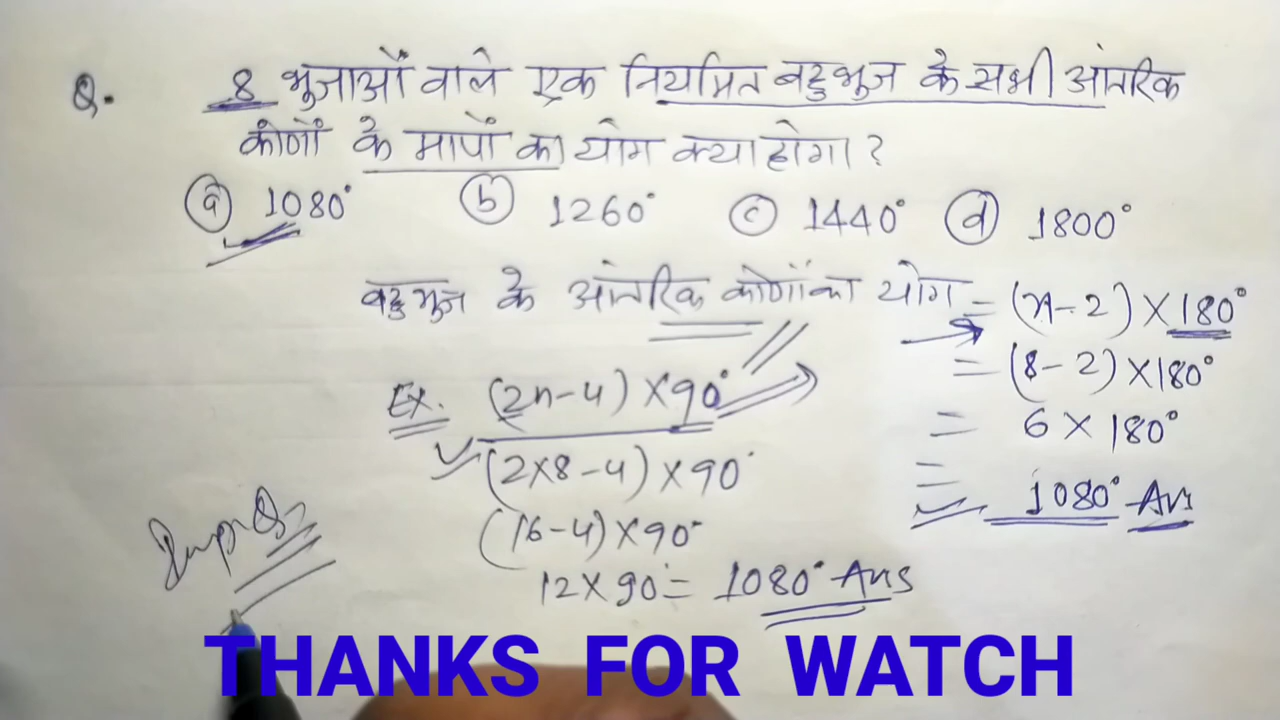 Q. 8 भुजाओं वाले एक नियमित बहुभुज के सभी आंतरिक
कोणों के मापों का योग क्या होगा ?
(a) 1080° (b) 1260° (c) 1440° (d) 1800°
बहुभुज के आंतरिक कोणों का योग = (n-2) × 180°
= (8-2) × 180°
= 6 × 180°
= 1080° Ans
Ex. (2n-4) × 90°
(2×8-4) × 90°
(16-4) × 90°
12 × 90° = 1080° Ans
Imp Q.
THANKS FOR WATCH